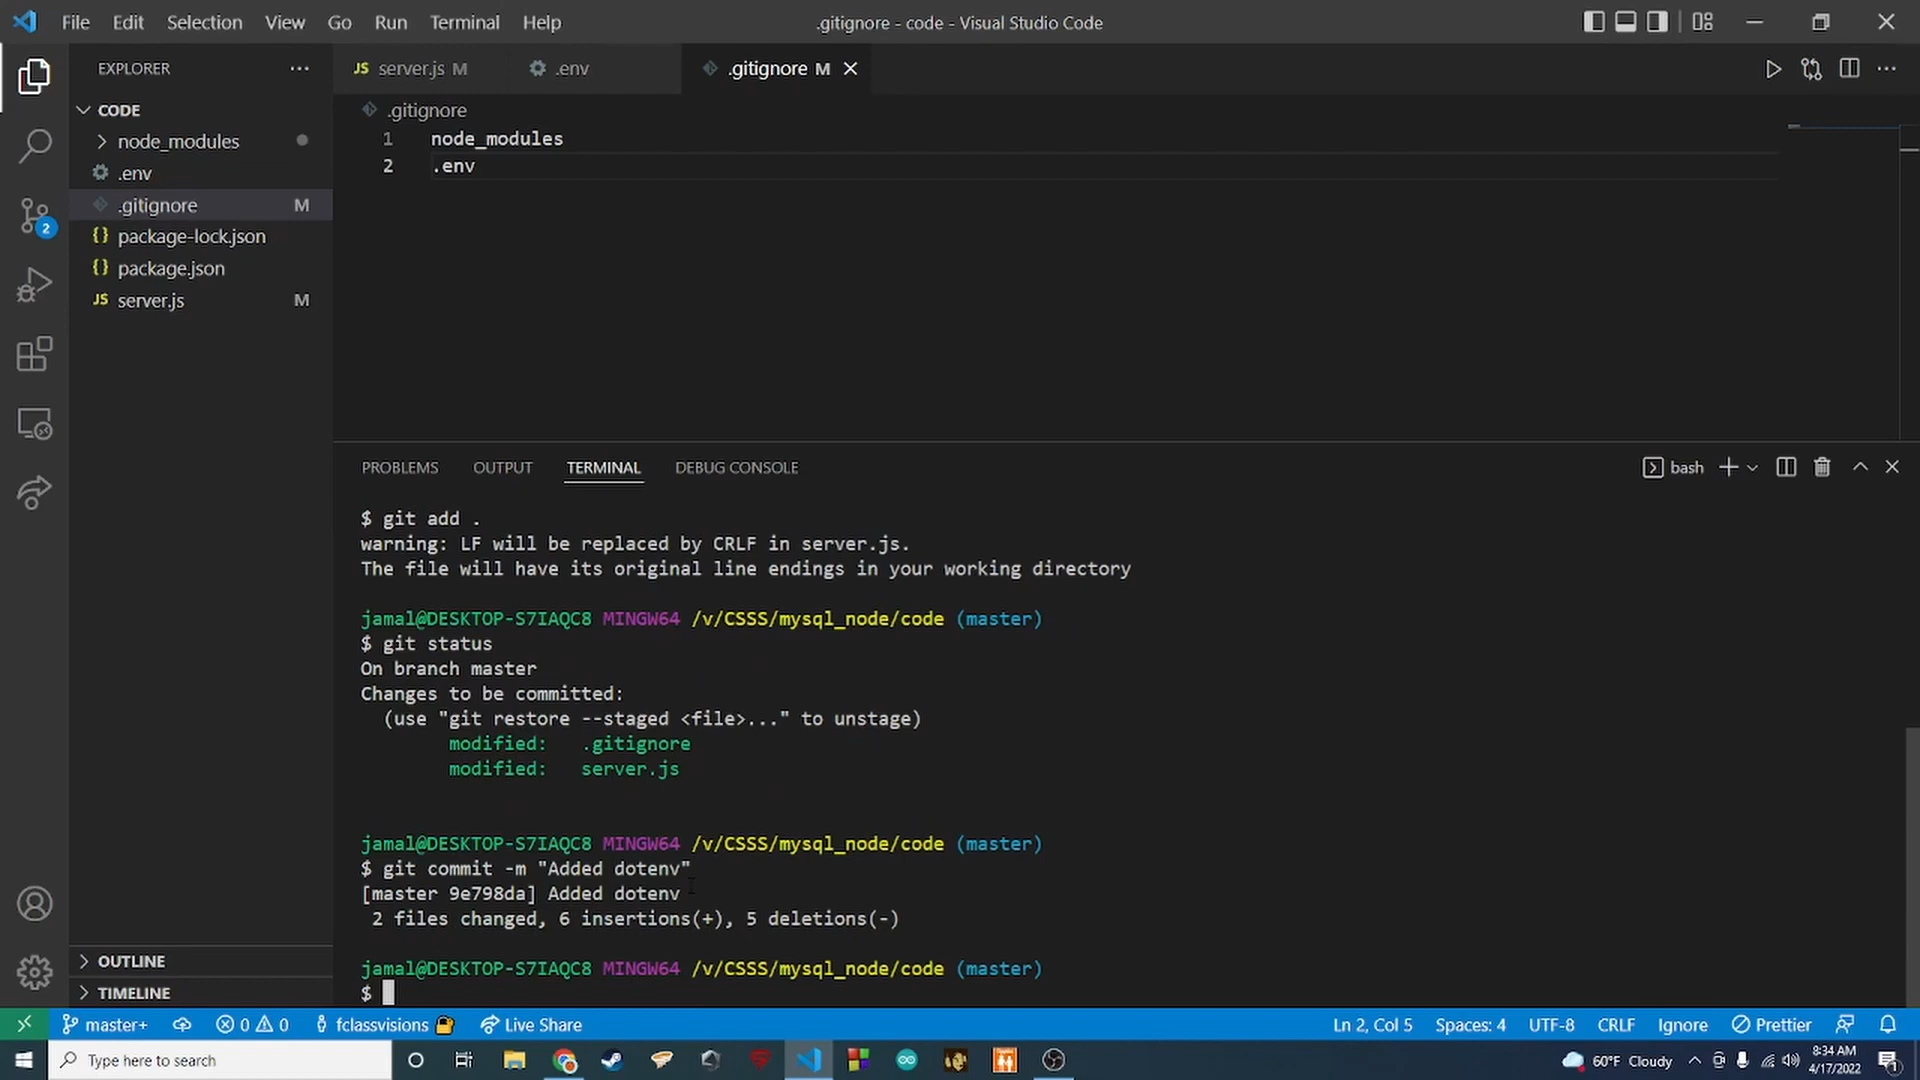 File Edit Selection View Go Run Terminal Help
.gitignore - code - Visual Studio Code
EXPLORER
CODE
node_modules
.env
.gitignore M
package-lock.json
package.json
JS server.js M
OUTLINE
TIMELINE
2
JS server.js M
.env
.gitignore M
.gitignore
1 node_modules
2 .env
PROBLEMS OUTPUT TERMINAL DEBUG CONSOLE
bash
$ git add .
warning: LF will be replaced by CRLF in server.js.
The file will have its original line endings in your working directory
jamal@DESKTOP-S7IAQC8 MINGW64 /v/CSSS/mysql_node/code (master)
$ git status
On branch master
Changes to be committed:
(use "git restore --staged <file>..." to unstage)
modified: .gitignore
modified: server.js
jamal@DESKTOP-S7IAQC8 MINGW64 /v/CSSS/mysql_node/code (master)
$ git commit -m "Added dotenv"
[master 9e798da] Added dotenv
2 files changed, 6 insertions(+), 5 deletions(-)
jamal@DESKTOP-S7IAQC8 MINGW64 /v/CSSS/mysql_node/code (master)
$
master+ 0 0 fclassvisions Live Share
Ln 2, Col 5 Spaces: 4 UTF-8 CRLF Ignore Prettier
Type here to search
60°F Cloudy
8:34 AM
4/17/2022
1